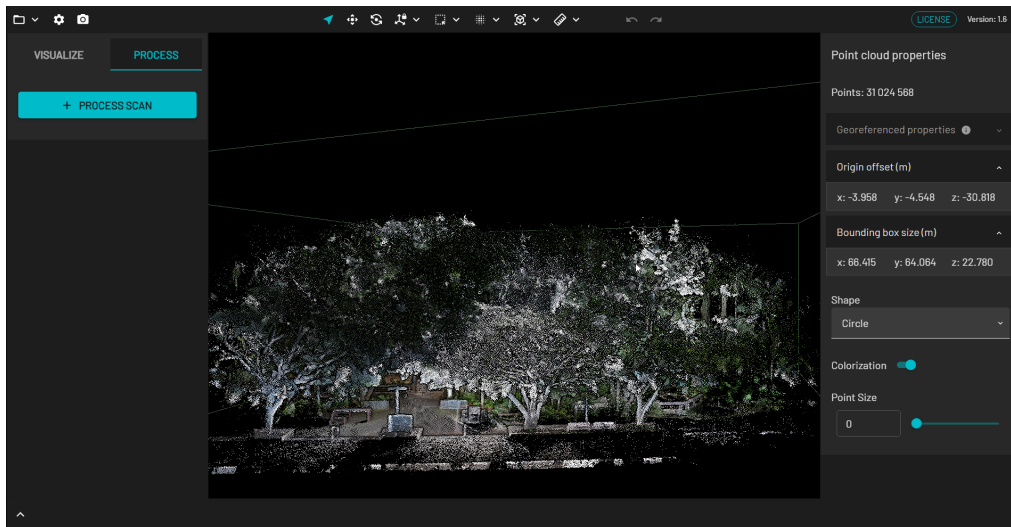 LICENSE Version: 1.6
VISUALIZE PROCESS
+ PROCESS SCAN
Point cloud properties
Points: 31 024 568
Georeferenced properties
Origin offset (m)
x: -3.958 y: -4.548 z: -30.818
Bounding box size (m)
x: 66.415 y: 64.064 z: 22.780
Shape
Circle
Colorization
Point Size
0